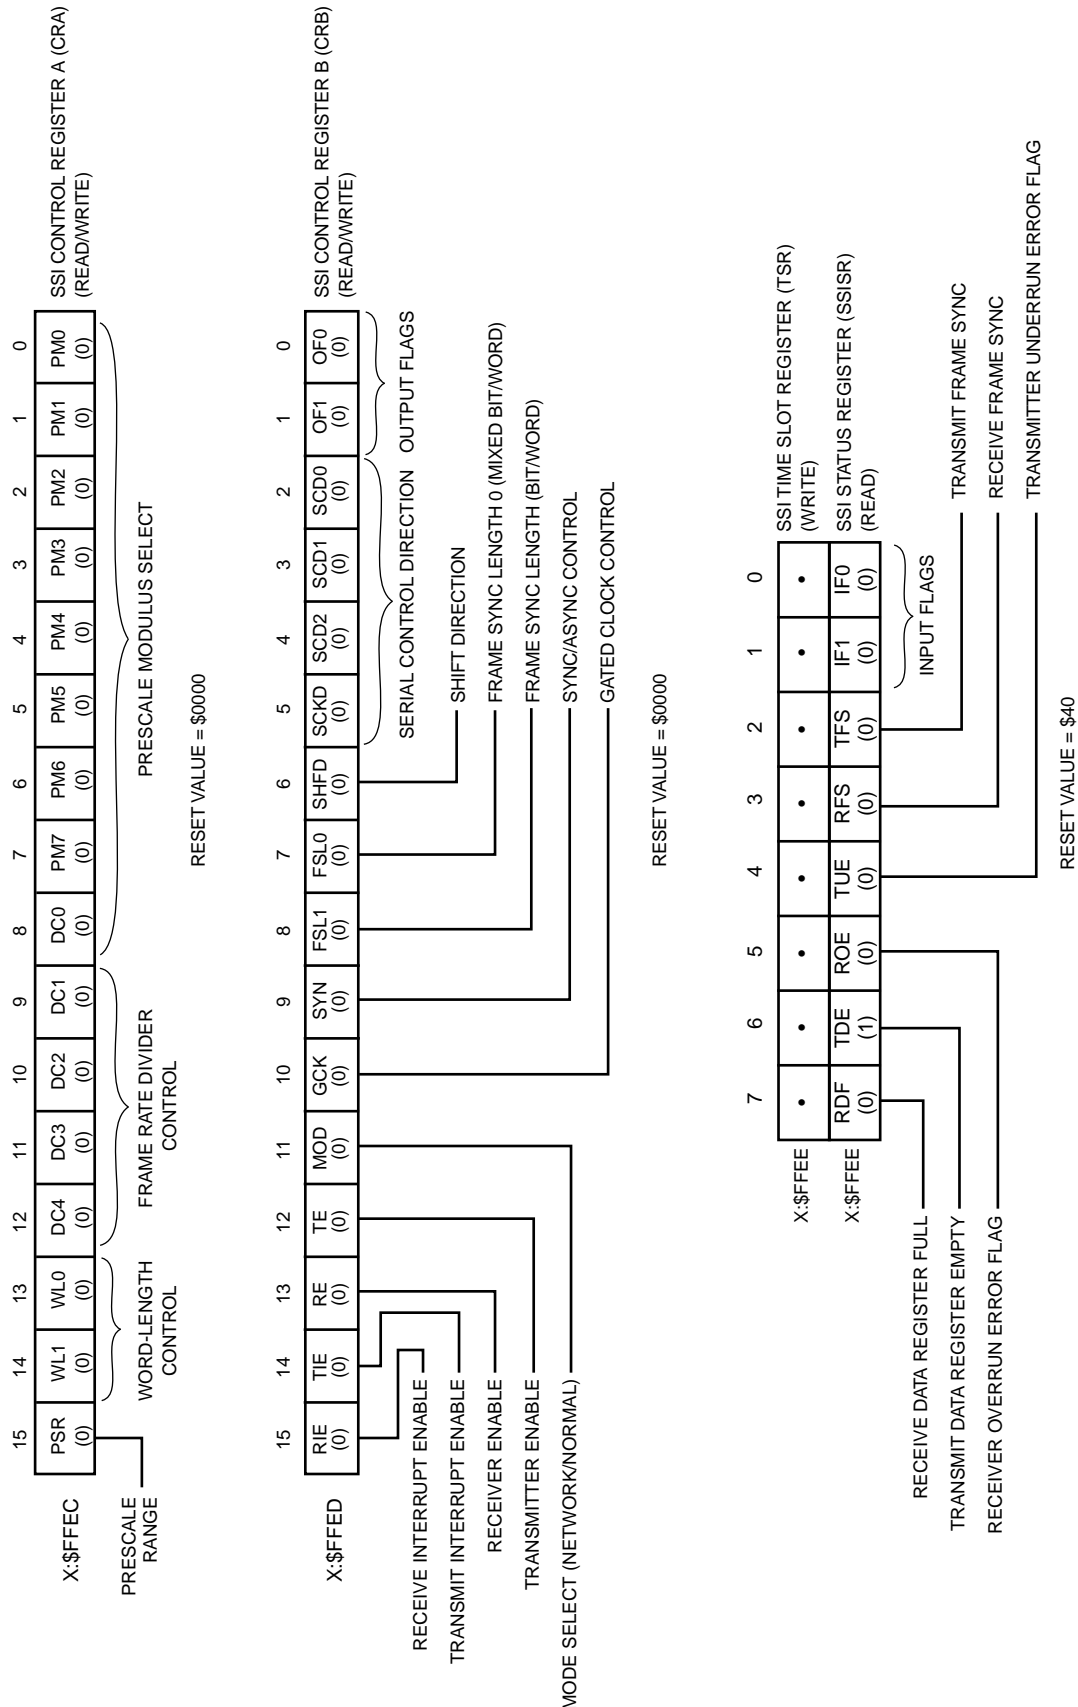 15 14 13 12 11 10 9 8 7 6 5 4 3 2 1 0
X:$FFEC
PSR WL1 WL0 DC4 DC3 DC2 DC1 DC0 PM7 PM6 PM5 PM4 PM3 PM2 PM1 PM0
(0) (0) (0) (0) (0) (0) (0) (0) (0) (0) (0) (0) (0) (0) (0) (0)
SSI CONTROL REGISTER A (CRA)
(READ/WRITE)
PRESCALE
RANGE
WORD-LENGTH
CONTROL
FRAME RATE DIVIDER
CONTROL
PRESCALE MODULUS SELECT
RESET VALUE = $0000
15 14 13 12 11 10 9 8 7 6 5 4 3 2 1 0
X:$FFED
RIE TIE RE TE MOD GCK SYN FSL1 FSL0 SHFD SCKD SCD2 SCD1 SCD0 OF1 OF0
(0) (0) (0) (0) (0) (0) (0) (0) (0) (0) (0) (0) (0) (0) (0) (0)
SSI CONTROL REGISTER B (CRB)
(READ/WRITE)
SERIAL CONTROL DIRECTION
OUTPUT FLAGS
RECEIVE INTERRUPT ENABLE
SHIFT DIRECTION
TRANSMIT INTERRUPT ENABLE
FRAME SYNC LENGTH 0 (MIXED BIT/WORD)
RECEIVER ENABLE
FRAME SYNC LENGTH (BIT/WORD)
TRANSMITTER ENABLE
SYNC/ASYNC CONTROL
MODE SELECT (NETWORK/NORMAL)
GATED CLOCK CONTROL
RESET VALUE = $0000
7 6 5 4 3 2 1 0
X:$FFEE
• • • • • • • •
SSI TIME SLOT REGISTER (TSR)
(WRITE)
X:$FFEE
RDF TDE ROE TUE RFS TFS IF1 IF0
(0) (1) (0) (0) (0) (0) (0) (0)
SSI STATUS REGISTER (SSISR)
(READ)
INPUT FLAGS
RECEIVE DATA REGISTER FULL
TRANSMIT FRAME SYNC
TRANSMIT DATA REGISTER EMPTY
RECEIVE FRAME SYNC
RECEIVER OVERRUN ERROR FLAG
TRANSMITTER UNDERRUN ERROR FLAG
RESET VALUE = $40